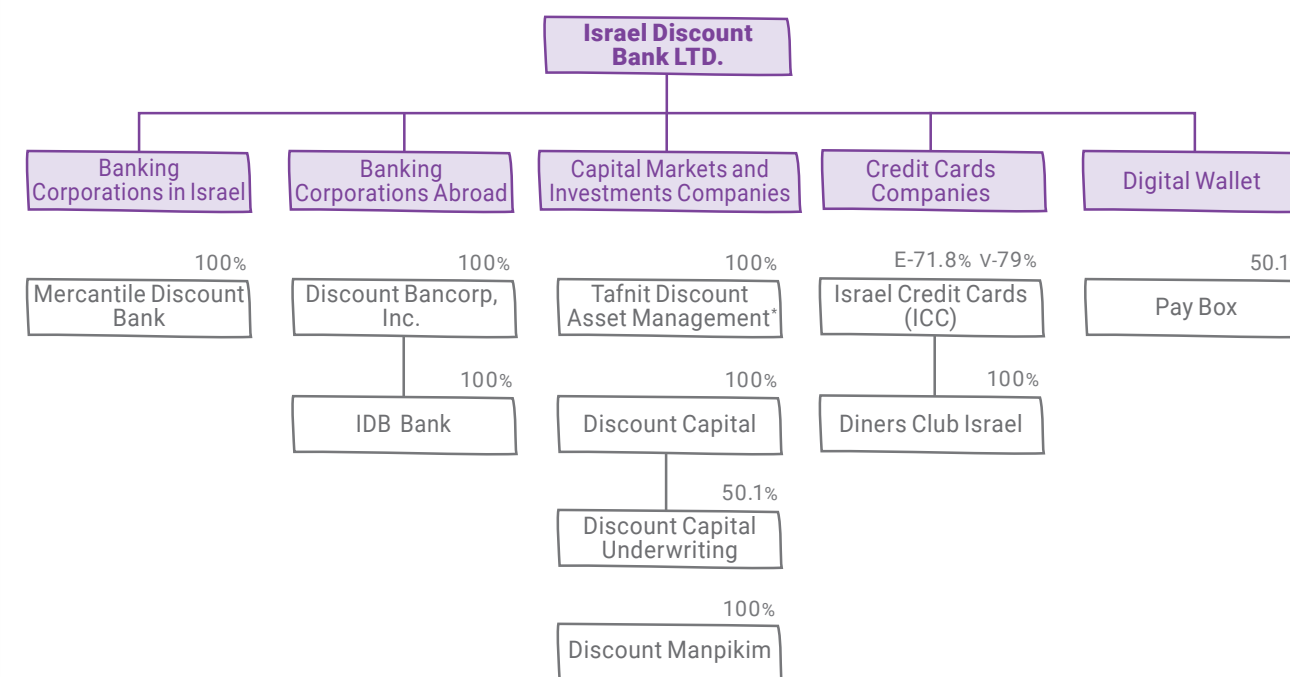 Israel Discount
Bank LTD.
Banking
Corporations in Israel
Banking
Corporations Abroad
Capital Markets and
Investments Companies
Credit Cards
Companies
Digital Wallet
100%
100%
100%
E-71.8% V-79%
50.1
Mercantile Discount
Bank
Discount Bancorp,
Inc.
Tafnit Discount
Asset Management*
Israel Credit Cards
(ICC)
Pay Box
100%
100%
100%
IDB Bank
Discount Capital
Diners Club Israel
50.1%
Discount Capital
Underwriting
100%
Discount Manpikim